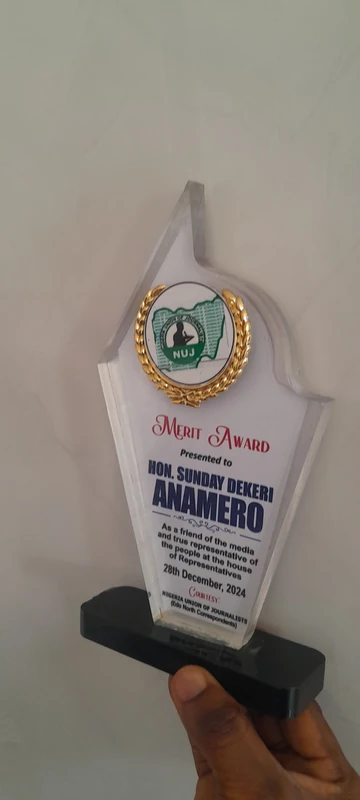 NUJ
MERIT AWARD
Presented to
HON. SUNDAY DEKERI
ANAMERO
As a friend of the media
and true representative of
the people at the house
of Representatives
28th December, 2024
COURTESY:
NIGERIA UNION OF JOURNALISTS
(Edo North Correspondents)